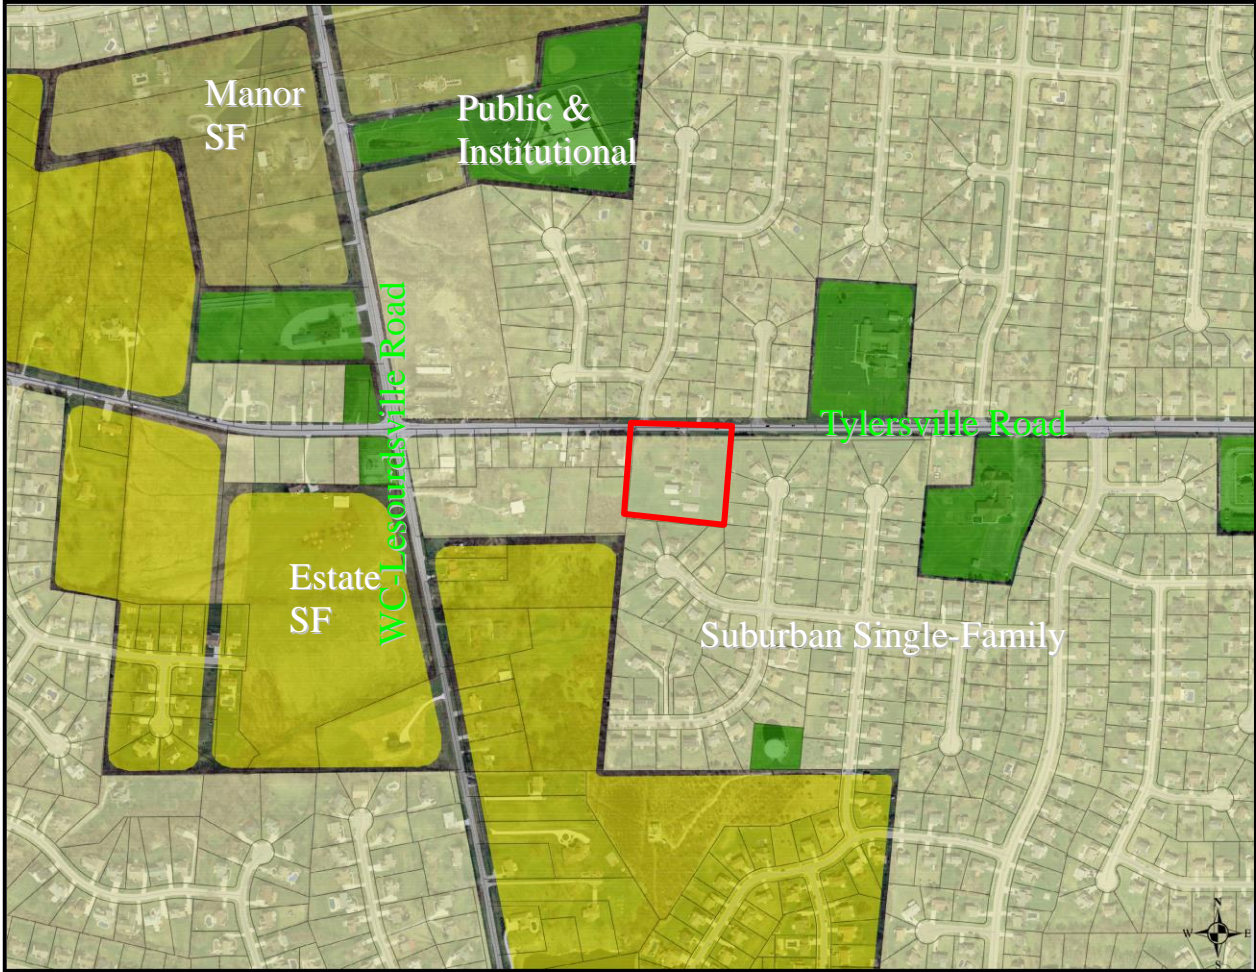 Manor
SF
Public &
Institutional
WC-Lesourdsville Road
Tylersville Road
Estate
SF
Suburban Single-Family
N
W
E
S